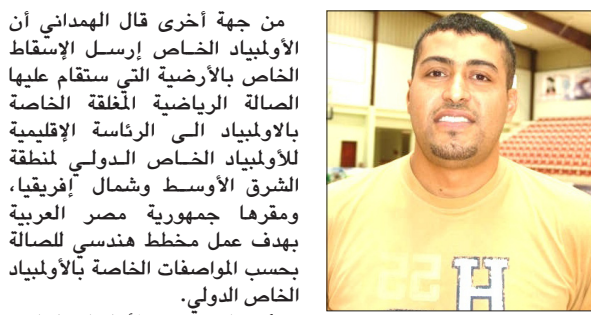 من جهة أخرى قال الهمداني أن
الأولمبياد الخاص إرسل الإسقاط
الخاص بالأرضية التي ستقام عليها
الصالة الرياضية المغلقة الخاصة
بالاولمبياد الى الرئاسة الإقليمية
للأولمبياد الخاص الدولي لمنطقة
الشرق الأوسط وشمال إفريقيا،
ومقرها جمهورية مصر العربية
بهدف عمل مخطط هندسي للصالة
بحسب المواصفات الخاصة بالأولمبياد
الخاص الدولي.
H